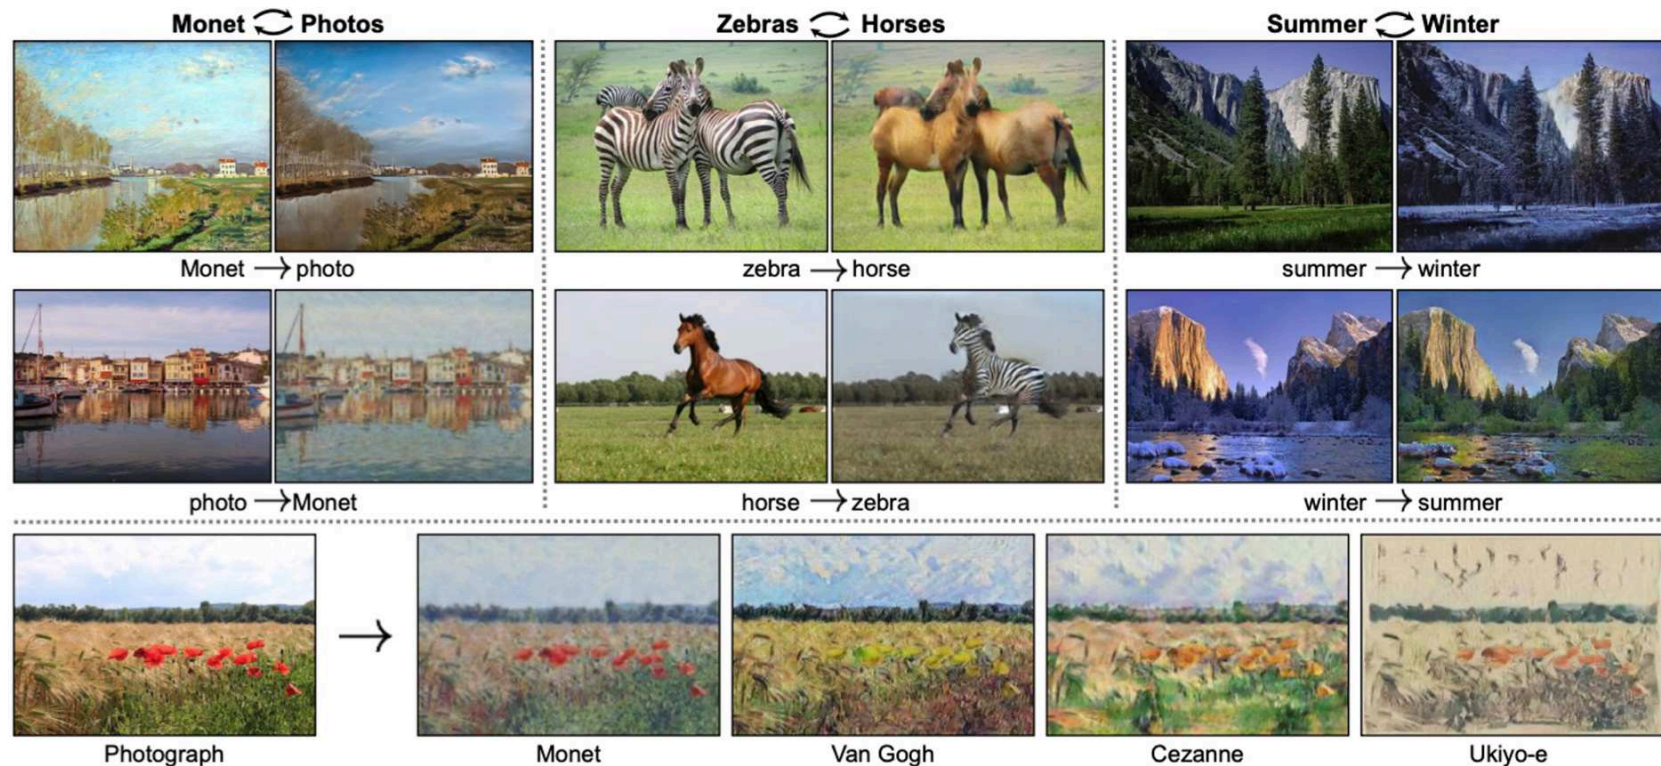 Monet ⇄ Photos
Zebras ⇄ Horses
Summer ⇄ Winter
Monet → photo
zebra → horse
summer → winter
photo → Monet
horse → zebra
winter → summer
Photograph
Monet
Van Gogh
Cezanne
Ukiyo-e